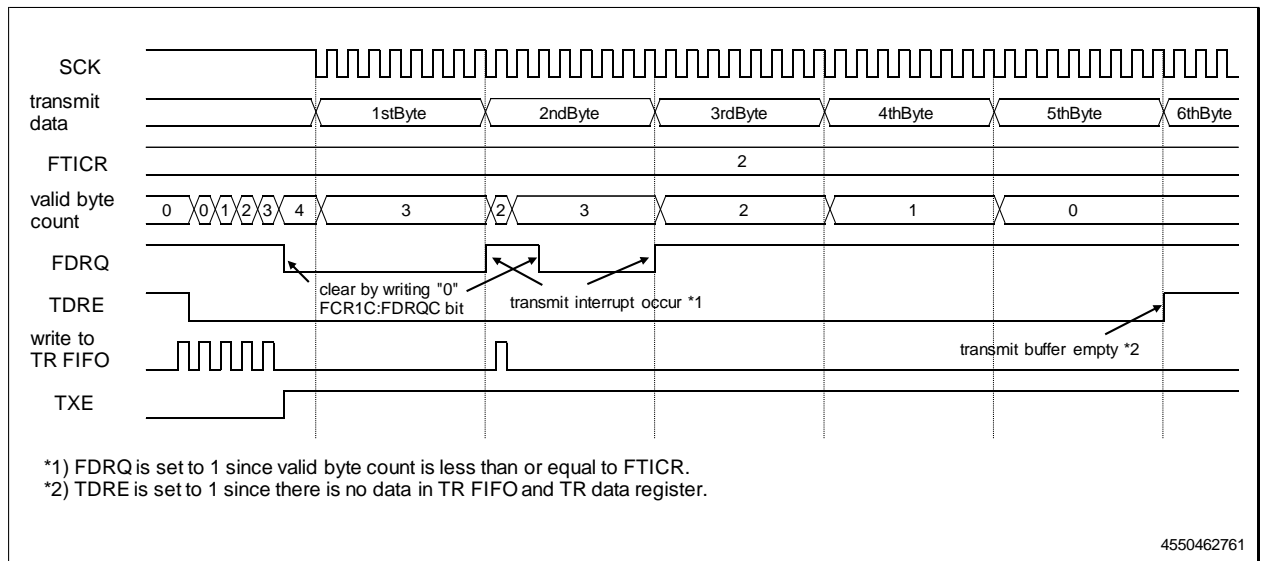 SCK
transmit
data
1stByte 2ndByte 3rdByte 4thByte 5thByte 6thByte
FTICR
2
valid byte
count
0 0 1 2 3 4 3 2 3 2 1 0
FDRQ
clear by writing "0"
FCR1C:FDRQC bit
transmit interrupt occur *1
TDRE
write to
TR FIFO
transmit buffer empty *2
TXE
*1) FDRQ is set to 1 since valid byte count is less than or equal to FTICR.
*2) TDRE is set to 1 since there is no data in TR FIFO and TR data register.
4550462761